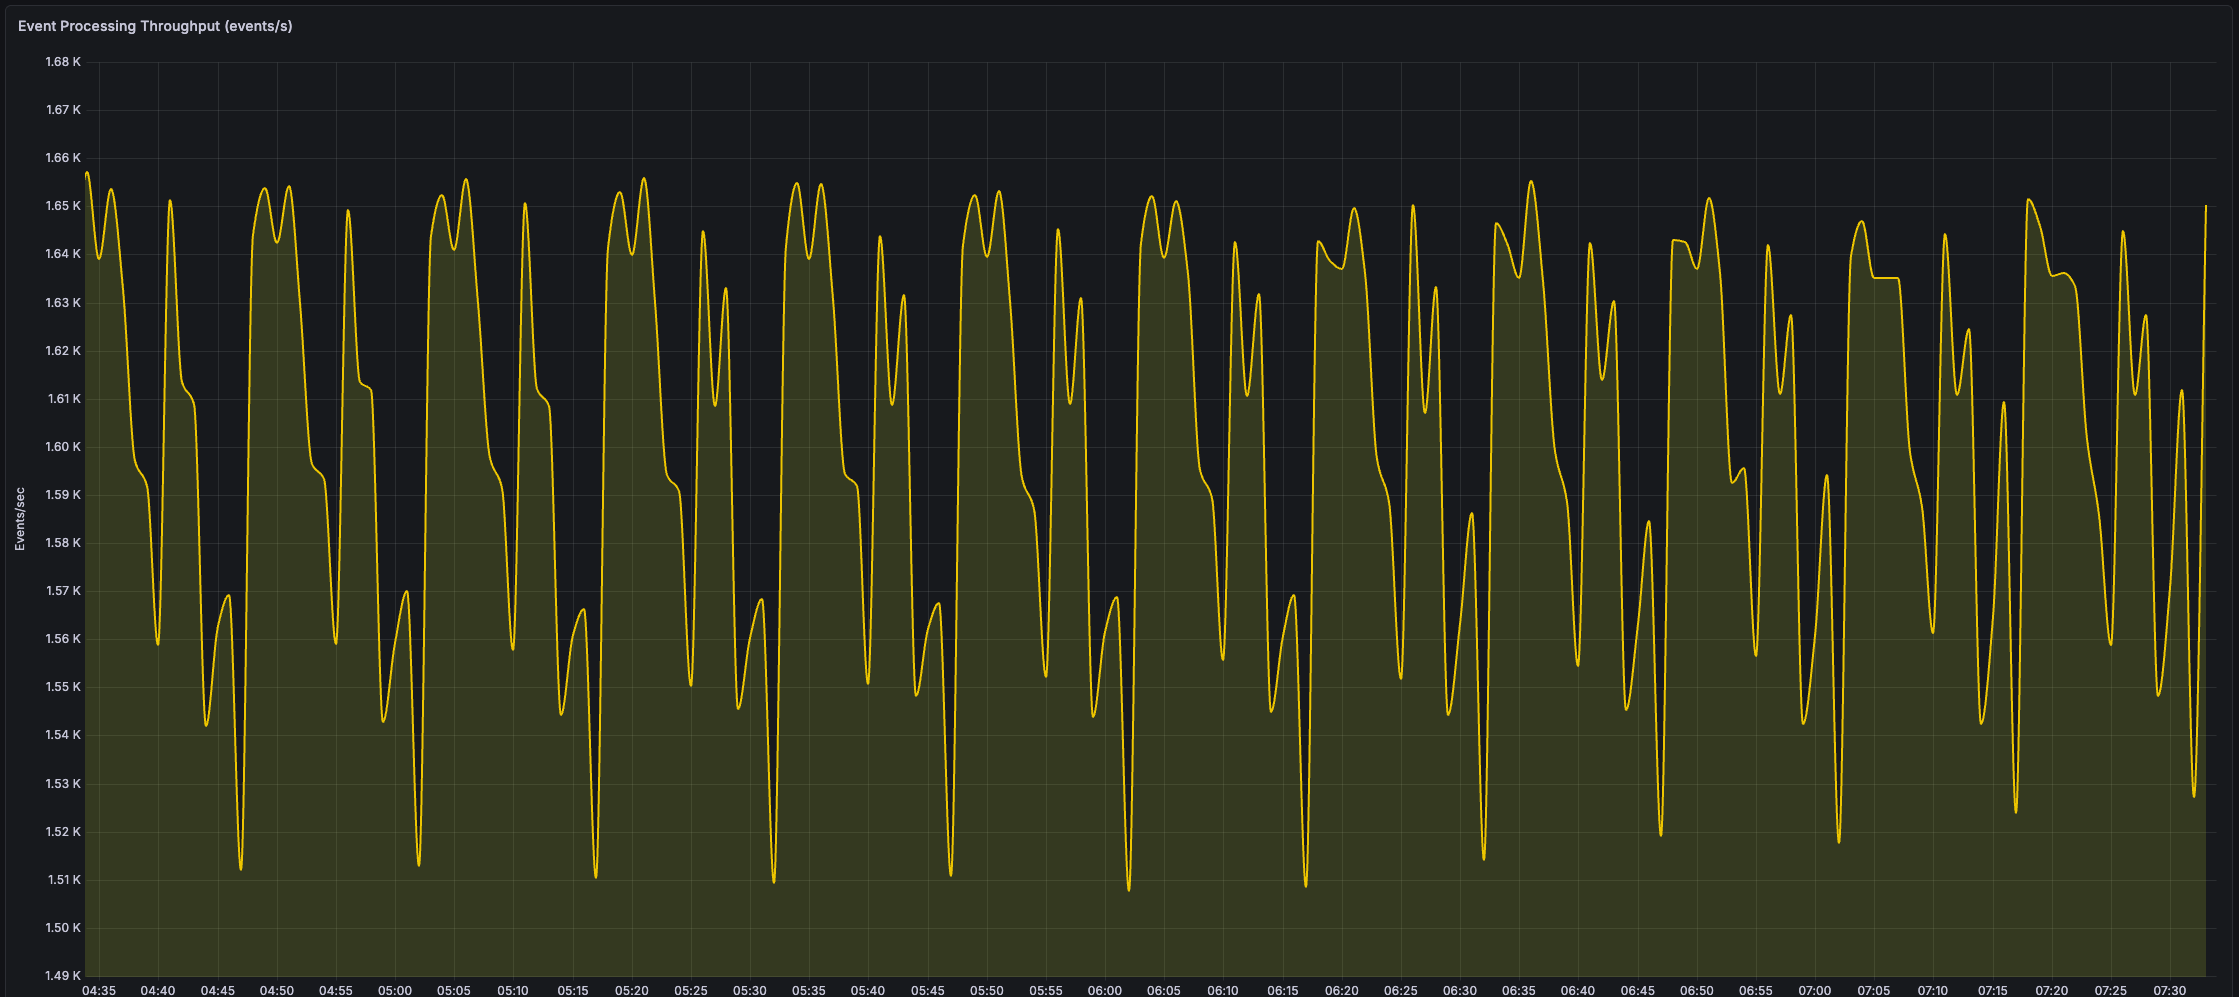 Event Processing Throughput (events/s)
1.68 K
1.67 K
1.66 K
1.65 K
1.64 K
1.63 K
1.62 K
1.61 K
1.60 K
1.59 K
1.58 K
1.57 K
1.56 K
1.55 K
1.54 K
1.53 K
1.52 K
1.51 K
1.50 K
1.49 K
Events/sec
04:35 04:40 04:45 04:50 04:55 05:00 05:05 05:10 05:15 05:20 05:25 05:30 05:35 05:40 05:45 05:50 05:55 06:00 06:05 06:10 06:15 06:20 06:25 06:30 06:35 06:40 06:45 06:50 06:55 07:00 07:05 07:10 07:15 07:20 07:25 07:30